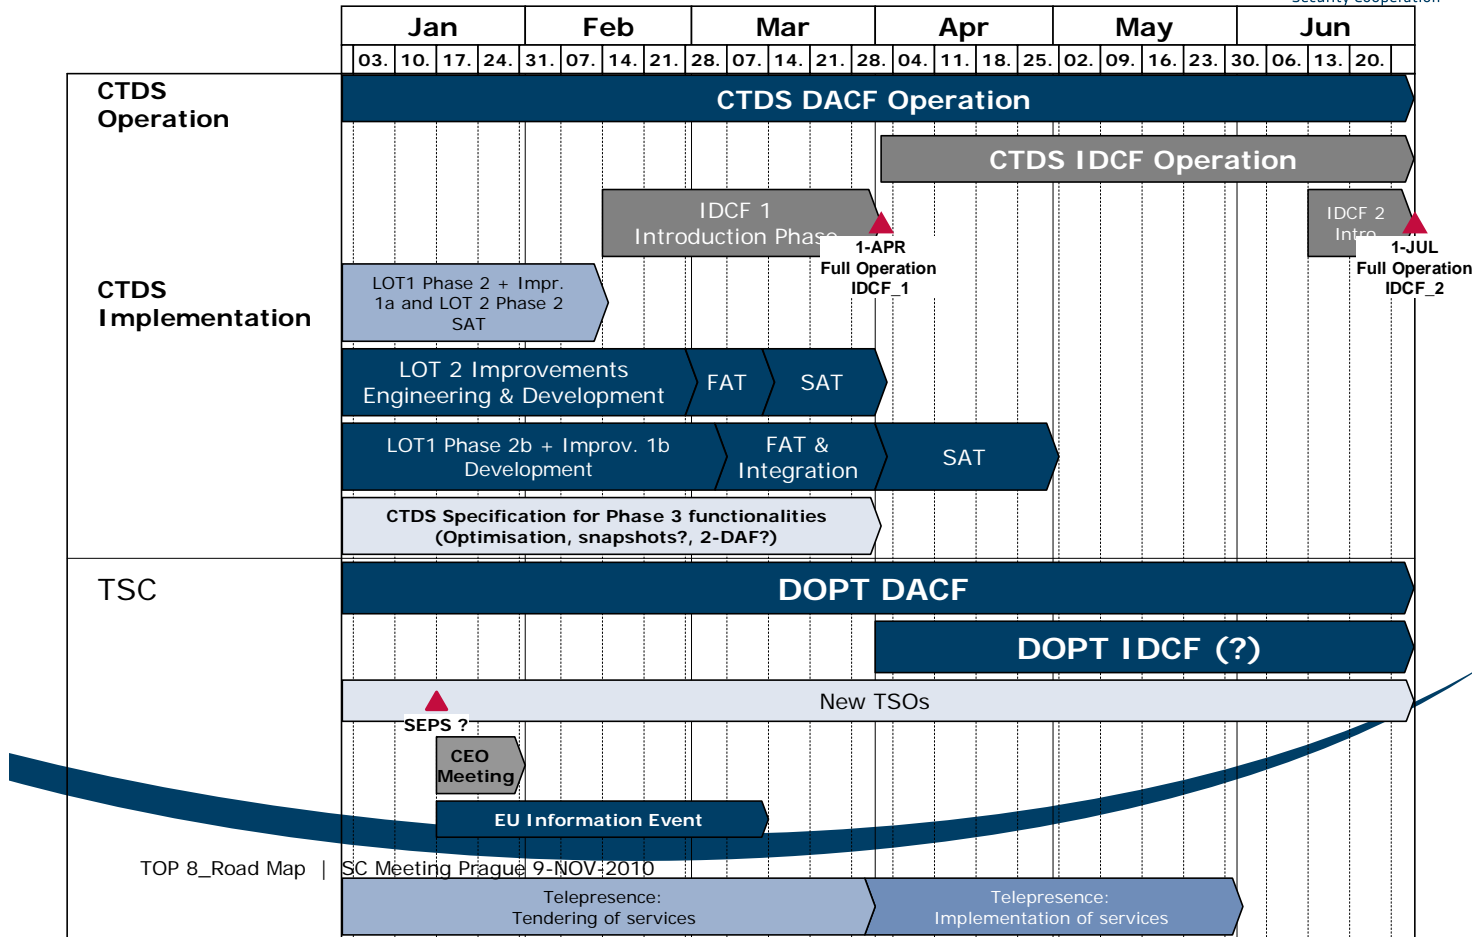 Security Cooperation
Jan Feb Mar Apr May Jun
03. 10. 17. 24. 31. 07. 14. 21. 28. 07. 14. 21. 28. 04. 11. 18. 25. 02. 09. 16. 23. 30. 06. 13. 20.
CTDS
Operation
CTDS DACF Operation
CTDS IDCF Operation
IDCF 1
Introduction Phase
1-APR
Full Operation
IDCF_1
IDCF 2
Intro
1-JUL
Full Operation
IDCF_2
CTDS
Implementation
LOT1 Phase 2 + Impr.
1a and LOT 2 Phase 2
SAT
LOT 2 Improvements
Engineering & Development
FAT
SAT
LOT1 Phase 2b + Improv. 1b
Development
FAT &
Integration
SAT
CTDS Specification for Phase 3 functionalities
(Optimisation, snapshots?, 2-DAF?)
TSC
DOPT DACF
DOPT IDCF (?)
New TSOs
SEPS ?
CEO
Meeting
EU Information Event
TOP 8_Road Map | SC Meeting Prague 9-NOV-2010
Telepresence:
Tendering of services
Telepresence:
Implementation of services